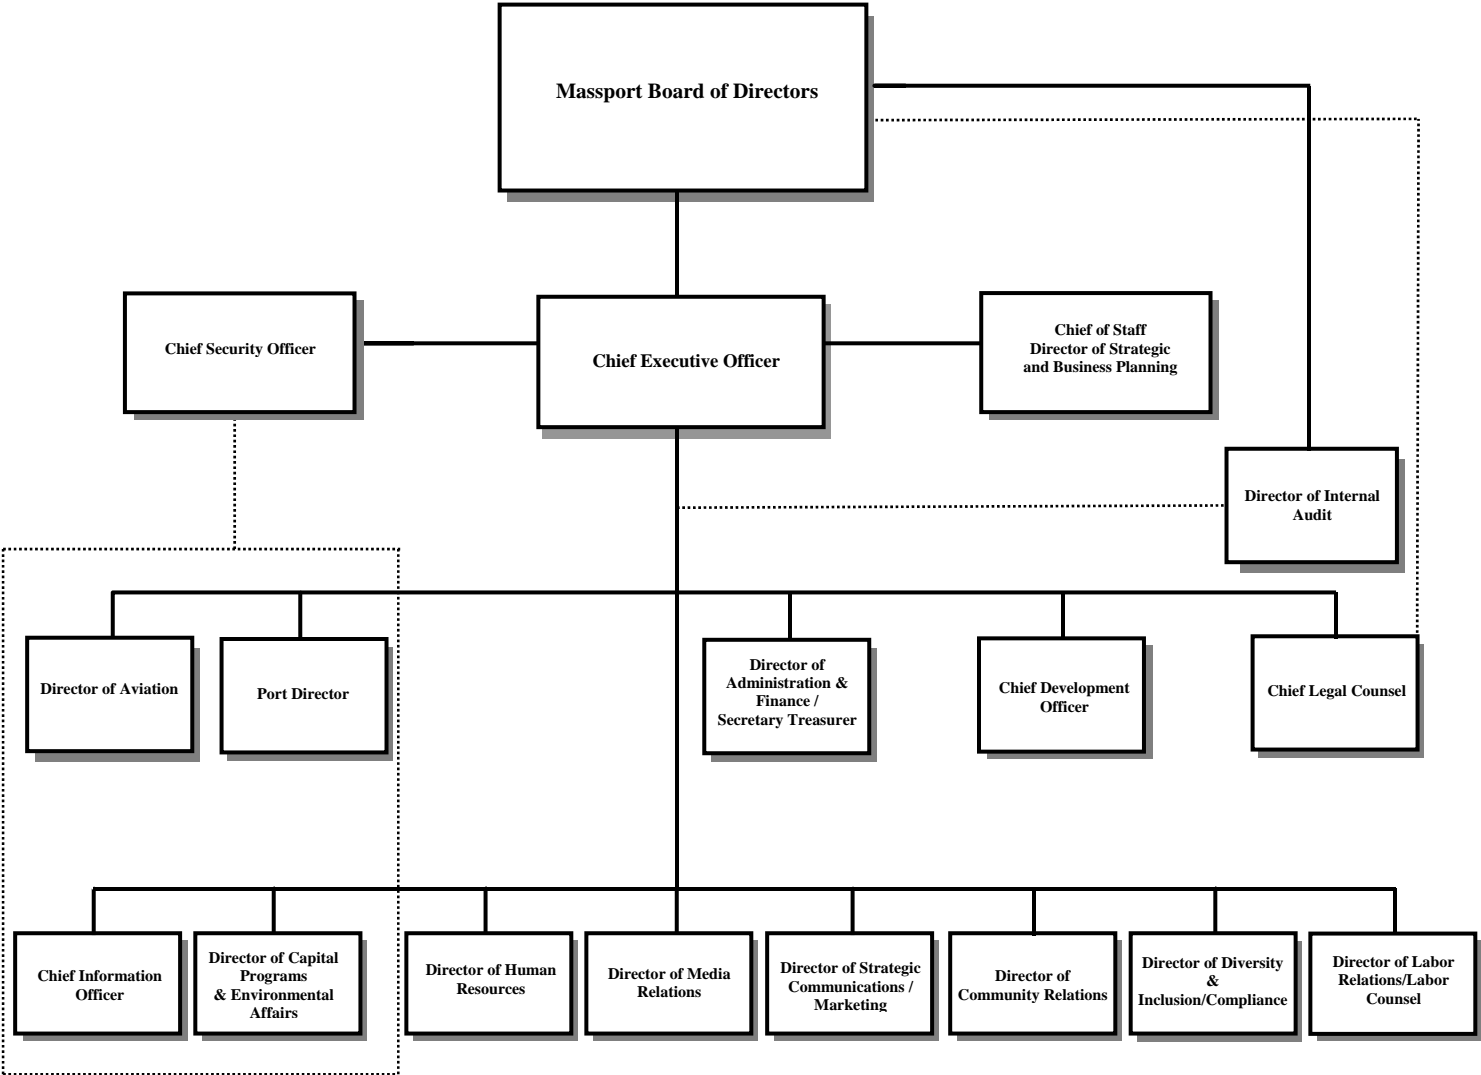 Massport Board of Directors
Chief Security Officer
Chief Executive Officer
Chief of Staff
Director of Strategic
and Business Planning
Director of Internal
Audit
Director of Aviation
Port Director
Director of
Administration &
Finance /
Secretary Treasurer
Chief Development
Officer
Chief Legal Counsel
Chief Information
Officer
Director of Capital
Programs
& Environmental
Affairs
Director of Human
Resources
Director of Media
Relations
Director of Strategic
Communications /
Marketing
Director of
Community Relations
Director of Diversity
&
Inclusion/Compliance
Director of Labor
Relations/Labor
Counsel